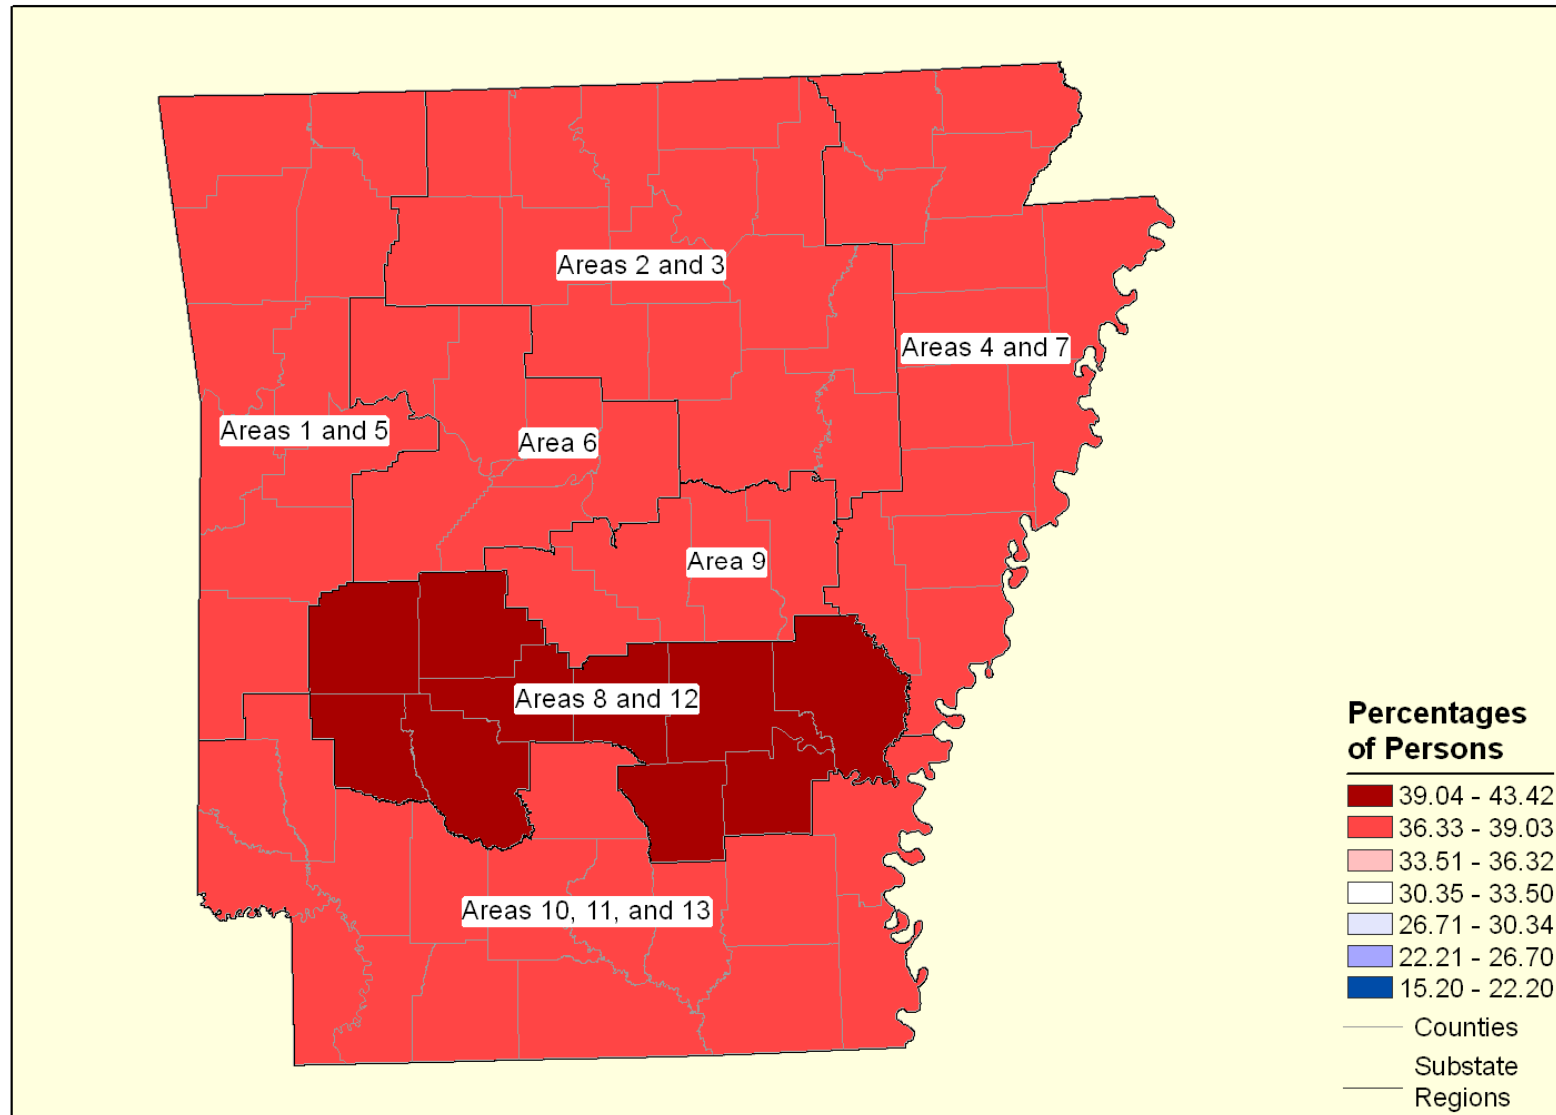 Areas 2 and 3
Areas 4 and 7
Areas 1 and 5
Area 6
Area 9
Areas 8 and 12
Areas 10, 11, and 13
Percentages
of Persons
39.04 - 43.42
36.33 - 39.03
33.51 - 36.32
30.35 - 33.50
26.71 - 30.34
22.21 - 26.70
15.20 - 22.20
Counties
Substate
Regions